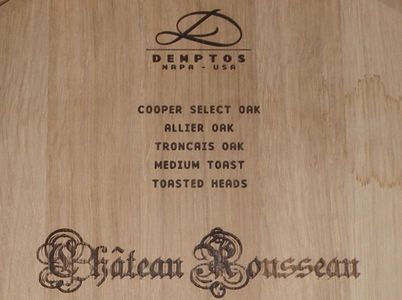 D
DEMPTOS
NAPA - USA
COOPER SELECT OAK
ALLIER OAK
TRONCAIS OAK
MEDIUM TOAST
TOASTED HEADS
Château Rousseau